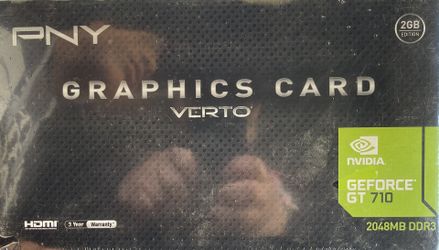 PNY
2GB
EDITION
GRAPHICS CARD
VERTO
NVIDIA
GEFORCE
GT 710
HDMI 3 Year Warranty
2048MB DDR3